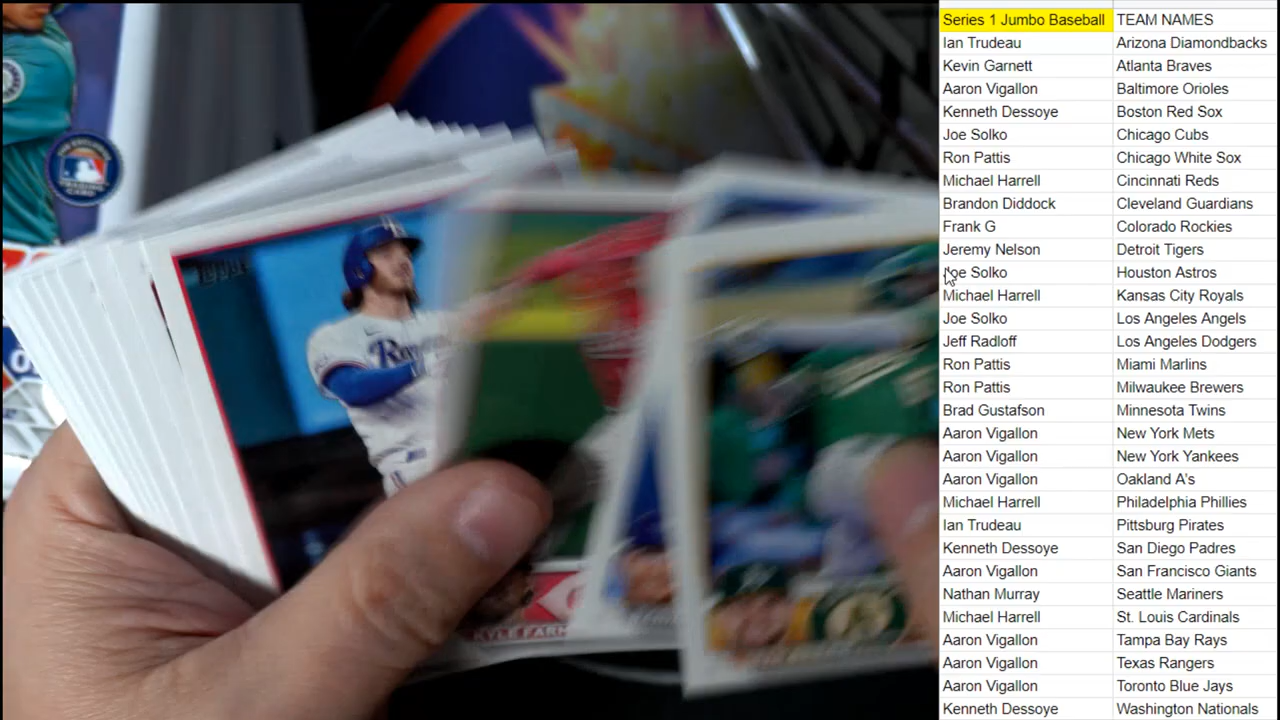 Series 1 Jumbo Baseball TEAM NAMES
Ian Trudeau Arizona Diamondbacks
Kevin Garnett Atlanta Braves
Aaron Vigallon Baltimore Orioles
Kenneth Dessoye Boston Red Sox
Joe Solko Chicago Cubs
Ron Pattis Chicago White Sox
Michael Harrell Cincinnati Reds
Brandon Diddock Cleveland Guardians
Frank G Colorado Rockies
Jeremy Nelson Detroit Tigers
Joe Solko Houston Astros
Michael Harrell Kansas City Royals
Joe Solko Los Angeles Angels
Jeff Radloff Los Angeles Dodgers
Ron Pattis Miami Marlins
Ron Pattis Milwaukee Brewers
Brad Gustafson Minnesota Twins
Aaron Vigallon New York Mets
Aaron Vigallon New York Yankees
Aaron Vigallon Oakland A's
Michael Harrell Philadelphia Phillies
Ian Trudeau Pittsburg Pirates
Kenneth Dessoye San Diego Padres
Aaron Vigallon San Francisco Giants
Nathan Murray Seattle Mariners
Michael Harrell St. Louis Cardinals
Aaron Vigallon Tampa Bay Rays
Aaron Vigallon Texas Rangers
Aaron Vigallon Toronto Blue Jays
Kenneth Dessoye Washington Nationals
TOPPS
KYLE